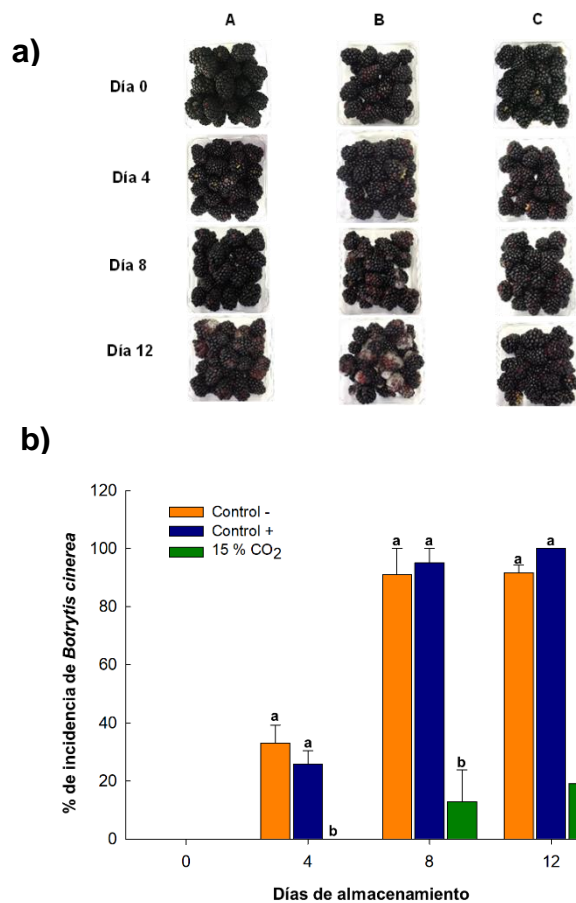 A B C
a)
Día 0
Día 4
Día 8
Día 12
b)
120
100
80
60
40
20
0
Control -
Control +
15 % CO2
a a b
a a b
a a
0 4 8 12
% de incidencia de Botrytis cinerea
Días de almacenamiento